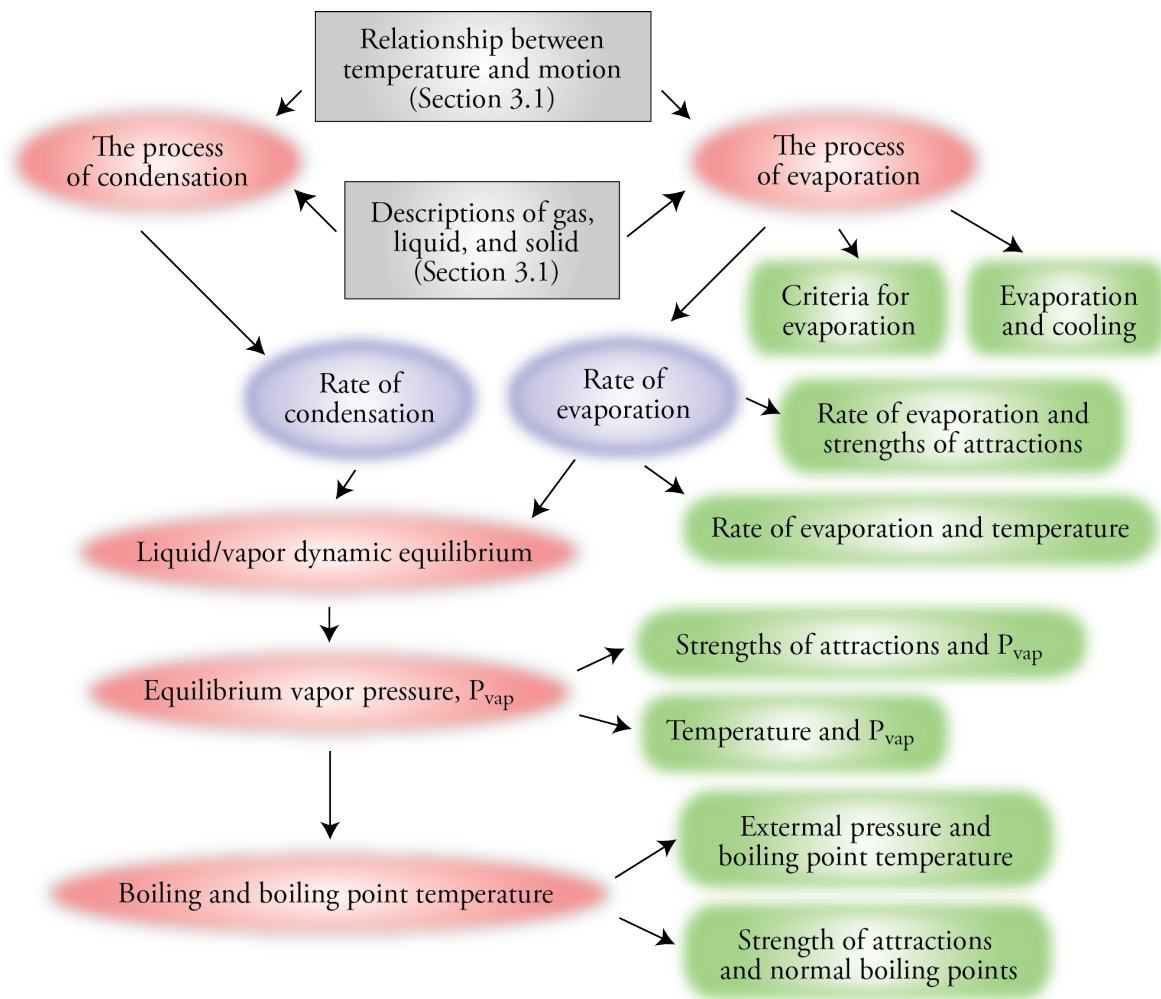 Relationship between
temperature and motion
(Section 3.1)
The process
of condensation
The process
of evaporation
Descriptions of gas,
liquid, and solid
(Section 3.1)
Criteria for
evaporation
Evaporation
and cooling
Rate of
condensation
Rate of
evaporation
Rate of evaporation and
strengths of attractions
Rate of evaporation and temperature
Liquid/vapor dynamic equilibrium
Strengths of attractions and Pvap
Equilibrium vapor pressure, Pvap
Temperature and Pvap
Extermal pressure and
boiling point temperature
Boiling and boiling point temperature
Strength of attractions
and normal boiling points